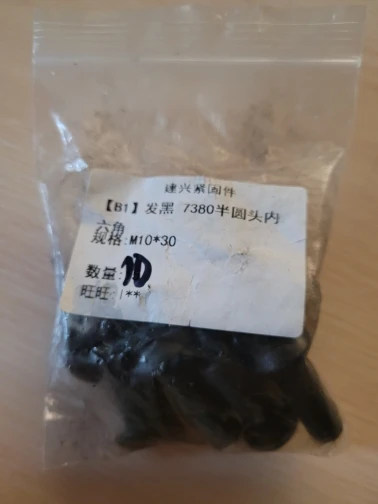 建兴紧固件
【B1】发黑 7380半圆头内
六角
规格:M10*30
数量:10
旺旺:1**